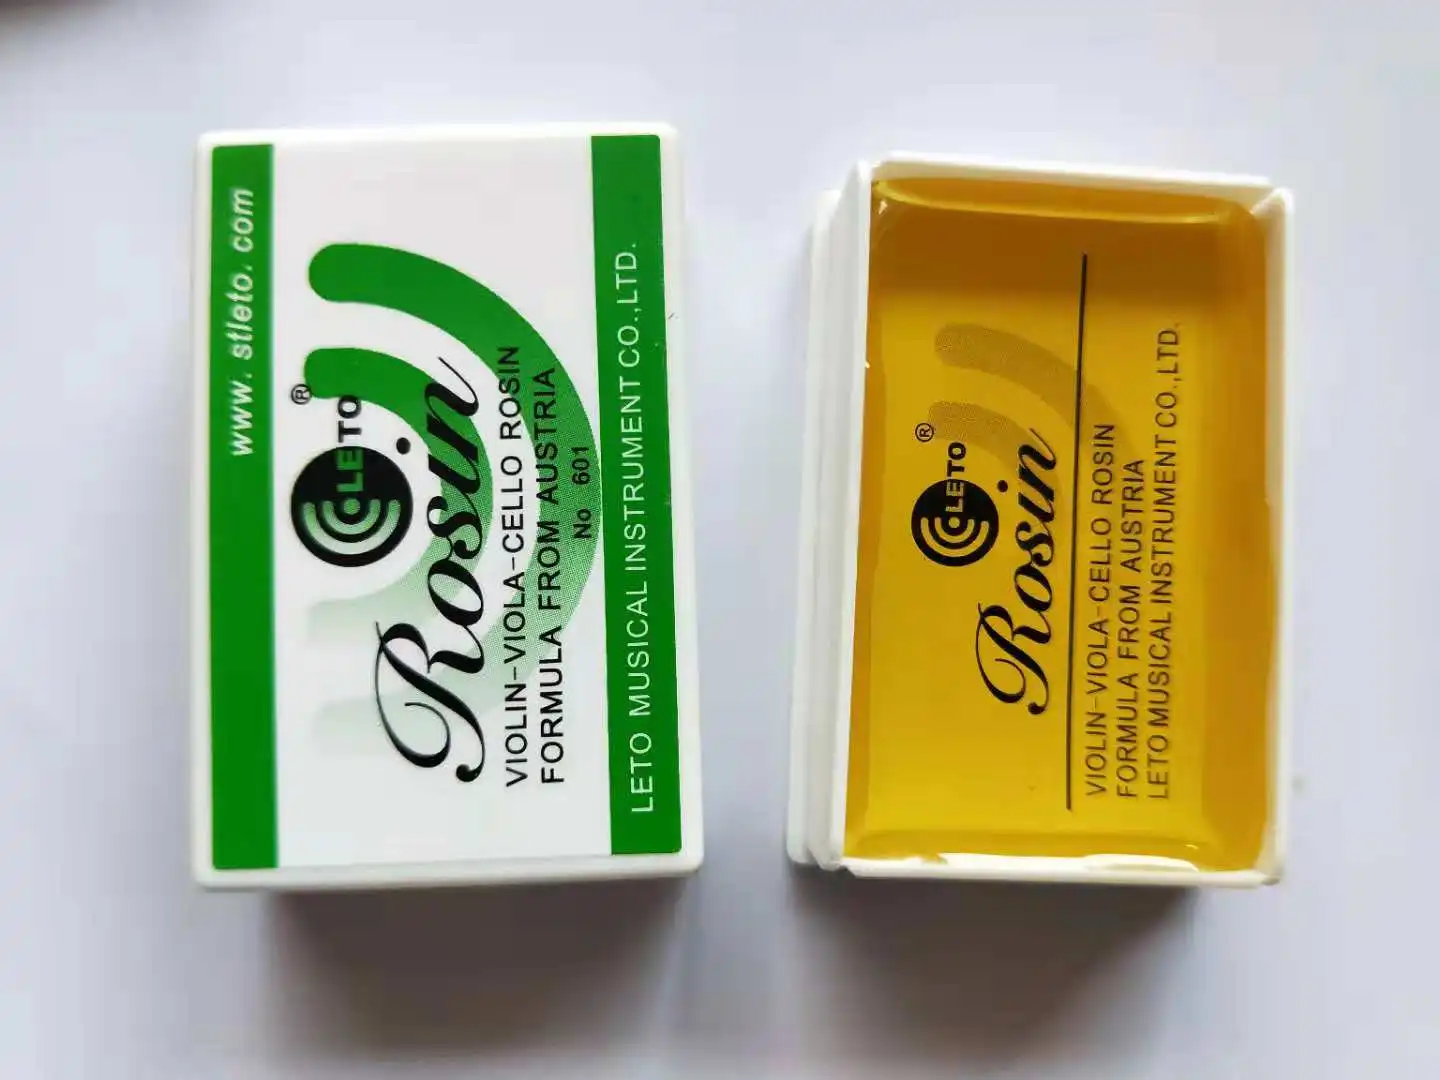 www. stleto. com
LETO®
Rosin
VIOLIN-VIOLA-CELLO ROSIN
FORMULA FROM AUSTRIA
No 601
LETO MUSICAL INSTRUMENT CO.,LTD.
LETO®
Rosin
VIOLIN-VIOLA-CELLO ROSIN
FORMULA FROM AUSTRIA
LETO MUSICAL INSTRUMENT CO.,LTD.